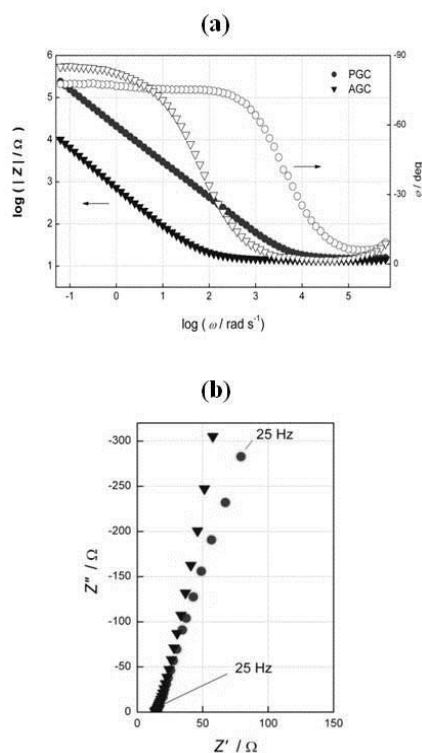 (a)
6
5
4
3
2
1
-90
-60
-30
0
PGC
AGC
log ( | Z | / Ω )
φ / deg
-1 0 1 2 3 4 5
log ( ω / rad s⁻¹ )
(b)
-300
-250
-200
-150
-100
-50
0
25 Hz
25 Hz
Z″ / Ω
0 50 100 150
Z′ / Ω